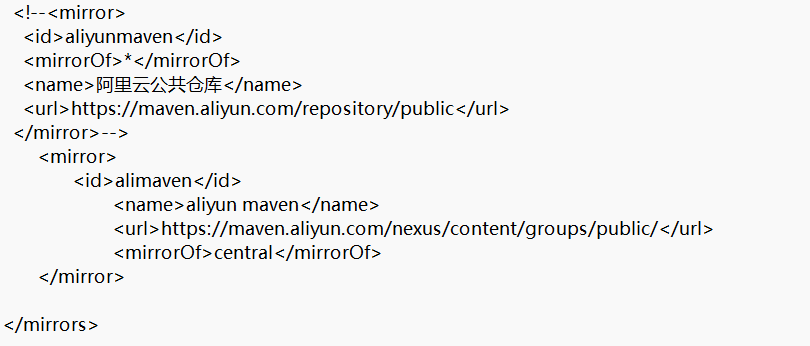 <!--<mirror>
<id>aliyunmaven</id>
<mirrorOf>*</mirrorOf>
<name>阿里云公共仓库</name>
<url>https://maven.aliyun.com/repository/public</url>
</mirror>-->
<mirror>
<id>alimaven</id>
<name>aliyun maven</name>
<url>https://maven.aliyun.com/nexus/content/groups/public/</url>
<mirrorOf>central</mirrorOf>
</mirror>
</mirrors>